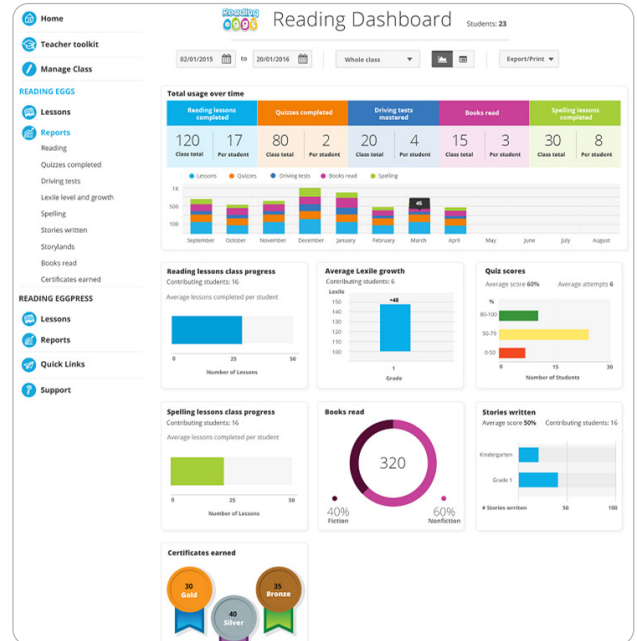 Home
Teacher toolkit
Manage Class
READING EGGS
Lessons
Reports
Reading
Quizzes completed
Driving tests
Lexile level and growth
Spelling
Stories written
Storylands
Books read
Certificates earned
READING EGGPRESS
Lessons
Reports
Quick Links
Support
Reading eggs
Reading Dashboard
Students: 23
02/01/2015 to 20/01/2016
Whole class
Export/Print
Total usage over time
Reading lessons completed
Quizzes completed
Driving tests mastered
Books read
Spelling lessons completed
120 17 80 2 20 4 15 3 30 8
Class total Per student Class total Per student Class total Per student Class total Per student Class total Per student
Lessons Quizzes Driving tests Books read Spelling
1K
500
100
45
September October November December January February March April May June July August
Reading lessons class progress
Contributing students: 16
Average lessons completed per student
0 25 50
Number of Lessons
Average Lexile growth
Contributing students: 6
Lexile
150
140
130
120
110
100
+48
1
Grade
Quiz scores
Average score 60% Average attempts 6
%
80-100
50-79
0-50
0 15 30
Number of Students
Spelling lessons class progress
Contributing students: 16
Average lessons completed per student
0 25 50
Number of Lessons
Books read
320
40%
Fiction
60%
Nonfiction
Stories written
Average score 50% Contributing students: 16
Kindergarten
Grade 1
# Stories written 50 100
Certificates earned
30
Gold
40
Silver
35
Bronze